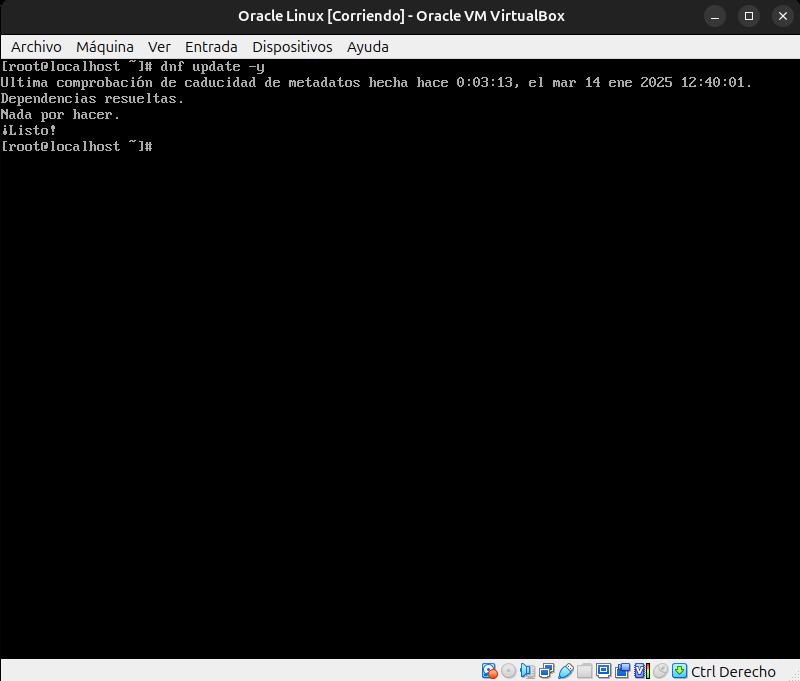 Oracle Linux [Corriendo] - Oracle VM VirtualBox
Archivo Máquina Ver Entrada Dispositivos Ayuda
[root@localhost ~]# dnf update -y
Ultima comprobación de caducidad de metadatos hecha hace 0:03:13, el mar 14 ene 2025 12:40:01.
Dependencias resueltas.
Nada por hacer.
¡Listo!
[root@localhost ~]#
Ctrl Derecho